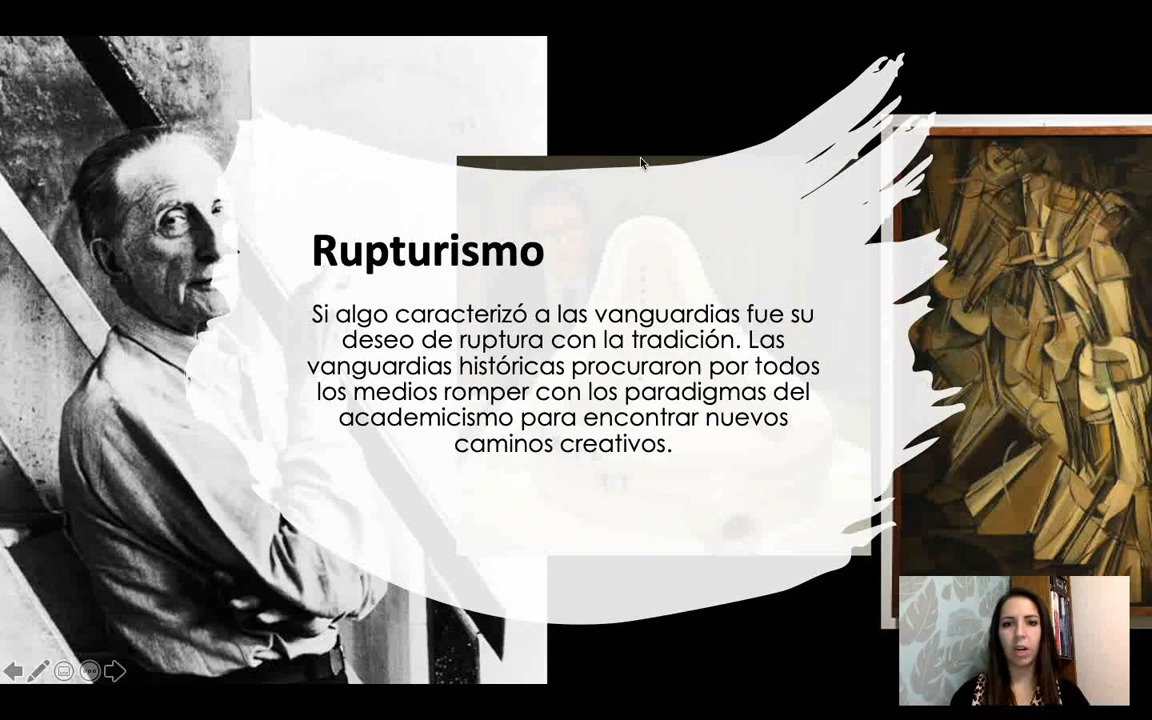 Rupturismo
Si algo caracterizó a las vanguardias fue su
deseo de ruptura con la tradición. Las
vanguardias históricas procuraron por todos
los medios romper con los paradigmas del
academicismo para encontrar nuevos
caminos creativos.